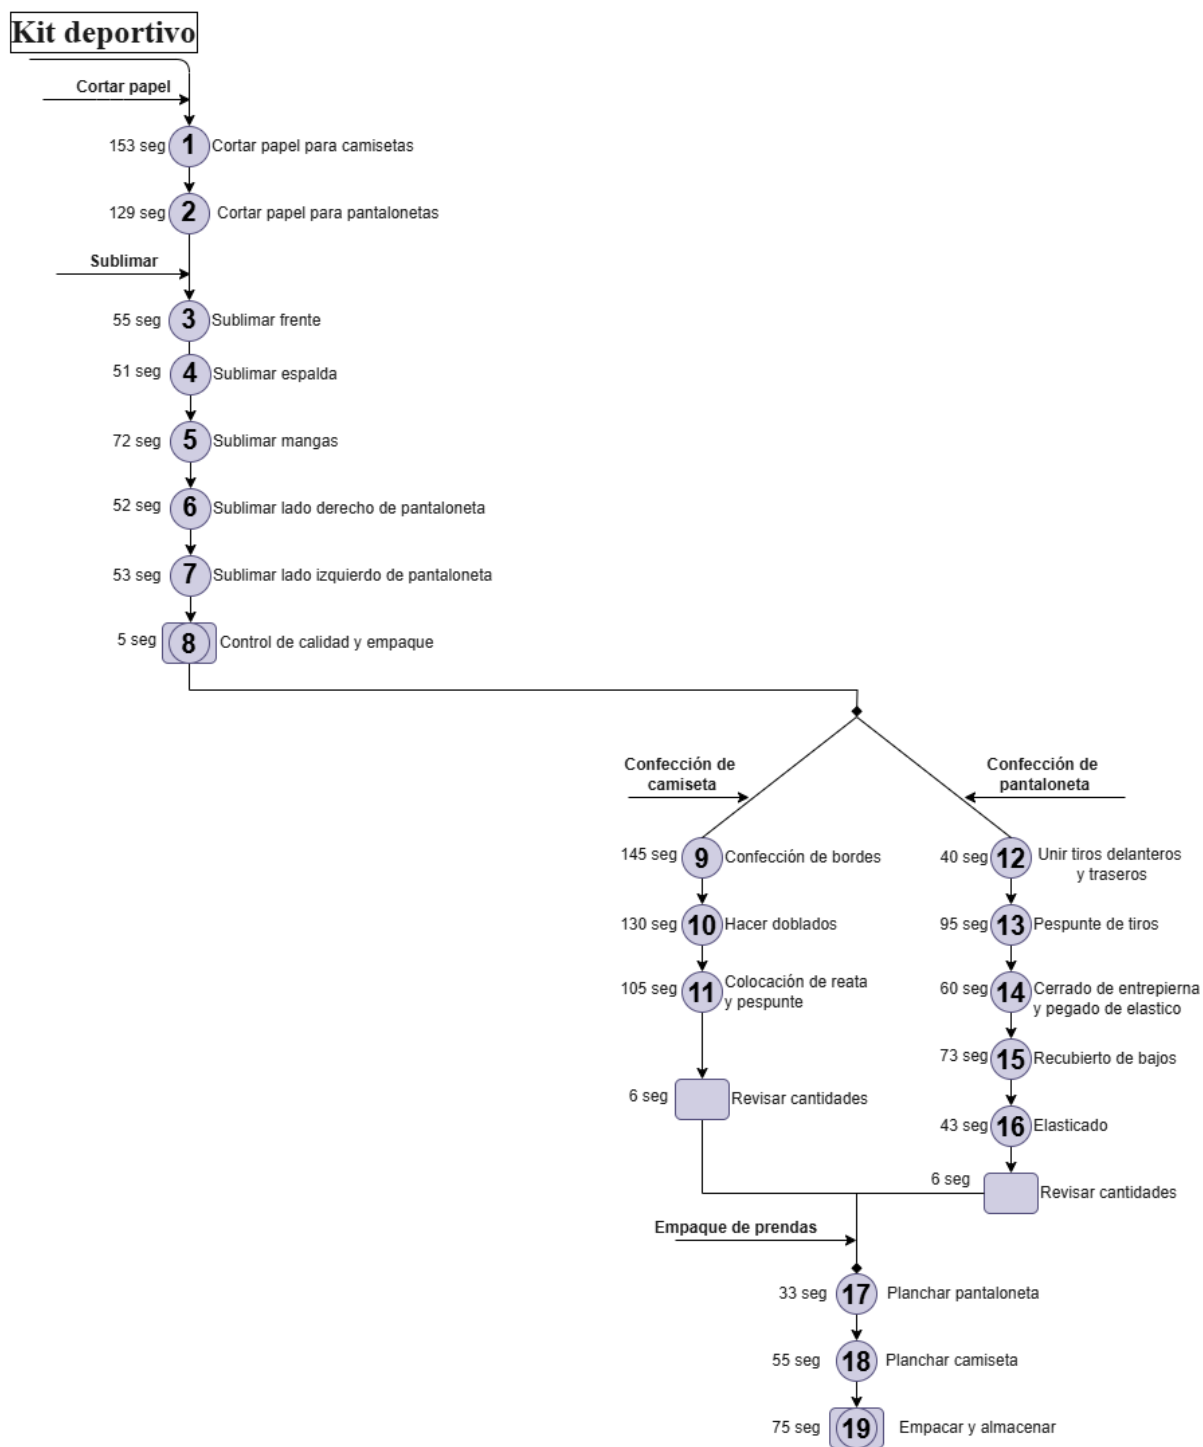 Kit deportivo
Cortar papel
153 seg 1 Cortar papel para camisetas
129 seg 2 Cortar papel para pantalonetas
Sublimar
55 seg 3 Sublimar frente
51 seg 4 Sublimar espalda
72 seg 5 Sublimar mangas
52 seg 6 Sublimar lado derecho de pantaloneta
53 seg 7 Sublimar lado izquierdo de pantaloneta
5 seg 8 Control de calidad y empaque
Confección de
camiseta
145 seg 9 Confección de bordes
130 seg 10 Hacer doblados
105 seg 11 Colocación de reata
y pespunte
6 seg Revisar cantidades
Confección de
pantaloneta
40 seg 12 Unir tiros delanteros
y traseros
95 seg 13 Pespunte de tiros
60 seg 14 Cerrado de entrepierna
y pegado de elastico
73 seg 15 Recubierto de bajos
43 seg 16 Elasticado
6 seg Revisar cantidades
Empaque de prendas
33 seg 17 Planchar pantaloneta
55 seg 18 Planchar camiseta
75 seg 19 Empacar y almacenar